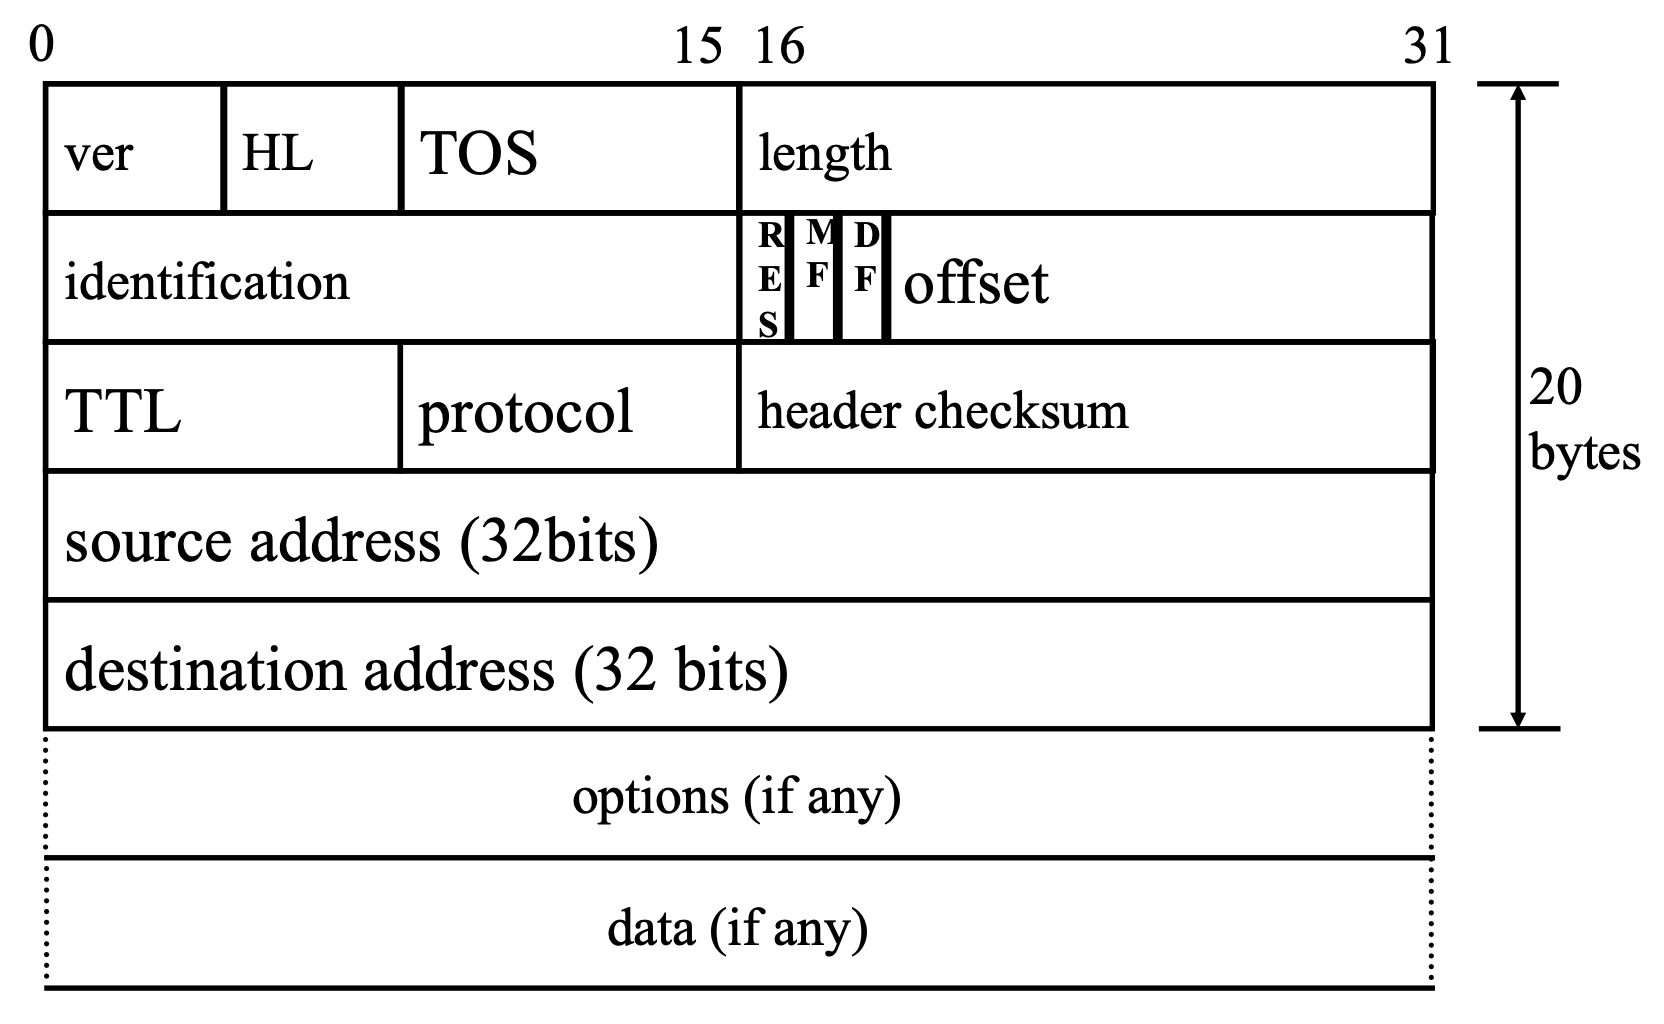 0 15 16 31
ver HL TOS length
identification RES MF DF offset
TTL protocol header checksum
20
bytes
source address (32bits)
destination address (32 bits)
options (if any)
data (if any)